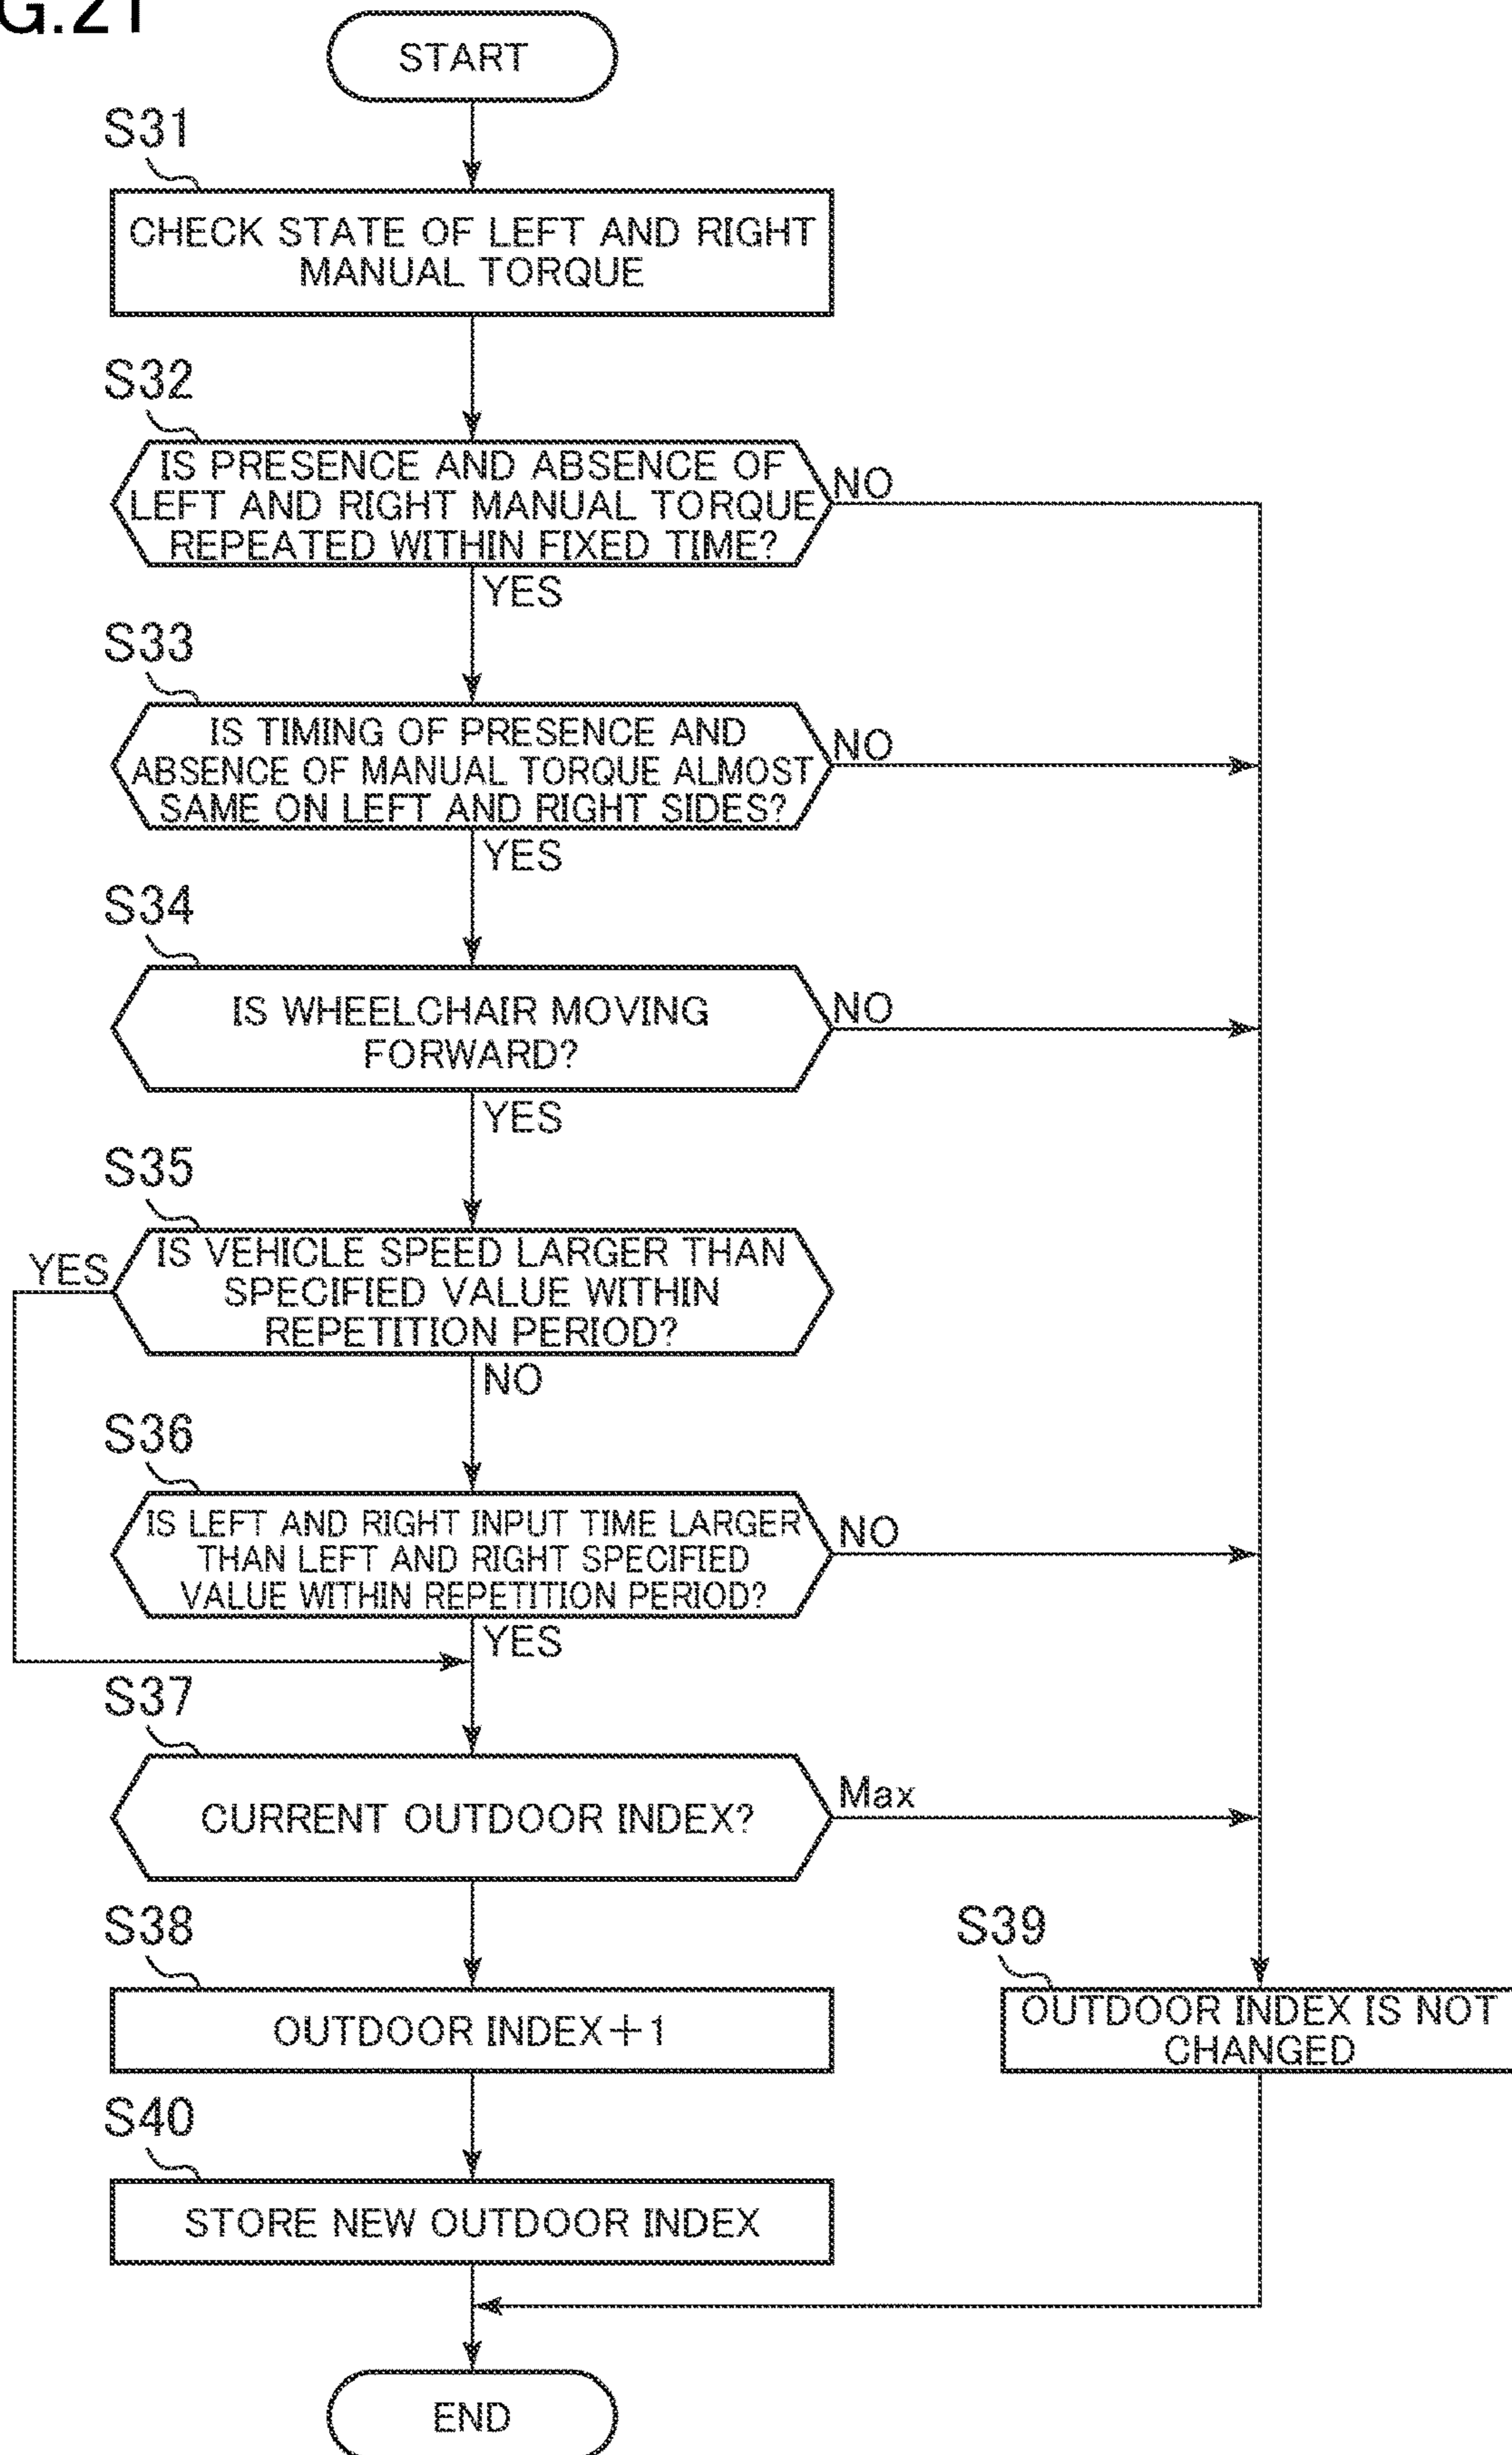 G.21
START
S31
CHECK STATE OF LEFT AND RIGHT
MANUAL TORQUE
S32
IS PRESENCE AND ABSENCE OF
LEFT AND RIGHT MANUAL TORQUE
REPEATED WITHIN FIXED TIME?
NO
YES
S33
IS TIMING OF PRESENCE AND
ABSENCE OF MANUAL TORQUE ALMOST
SAME ON LEFT AND RIGHT SIDES?
NO
YES
S34
IS WHEELCHAIR MOVING
FORWARD?
NO
YES
S35
IS VEHICLE SPEED LARGER THAN
SPECIFIED VALUE WITHIN
REPETITION PERIOD?
YES
NO
S36
IS LEFT AND RIGHT INPUT TIME LARGER
THAN LEFT AND RIGHT SPECIFIED
VALUE WITHIN REPETITION PERIOD?
NO
YES
S37
CURRENT OUTDOOR INDEX?
Max
S38
OUTDOOR INDEX+1
S39
OUTDOOR INDEX IS NOT
CHANGED
S40
STORE NEW OUTDOOR INDEX
END